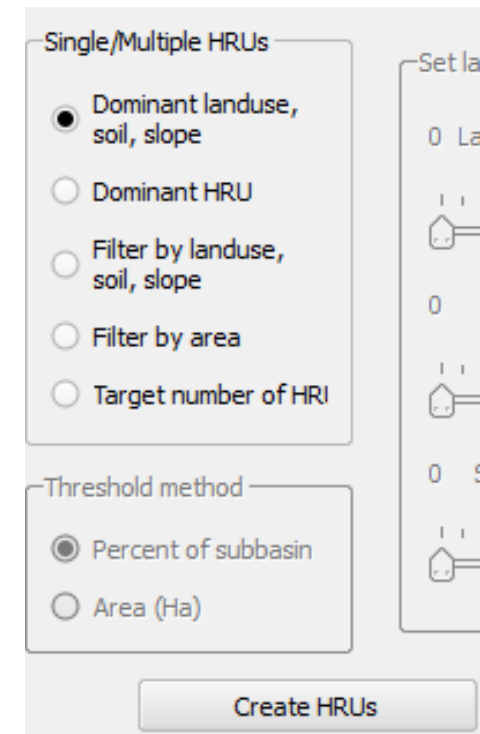 Single/Multiple HRUs
Dominant landuse,
soil, slope
Dominant HRU
Filter by landuse,
soil, slope
Filter by area
Target number of
Threshold method
Percent of subbasin
Area (Ha)
Create HRUs
Set la
0 La
0
0